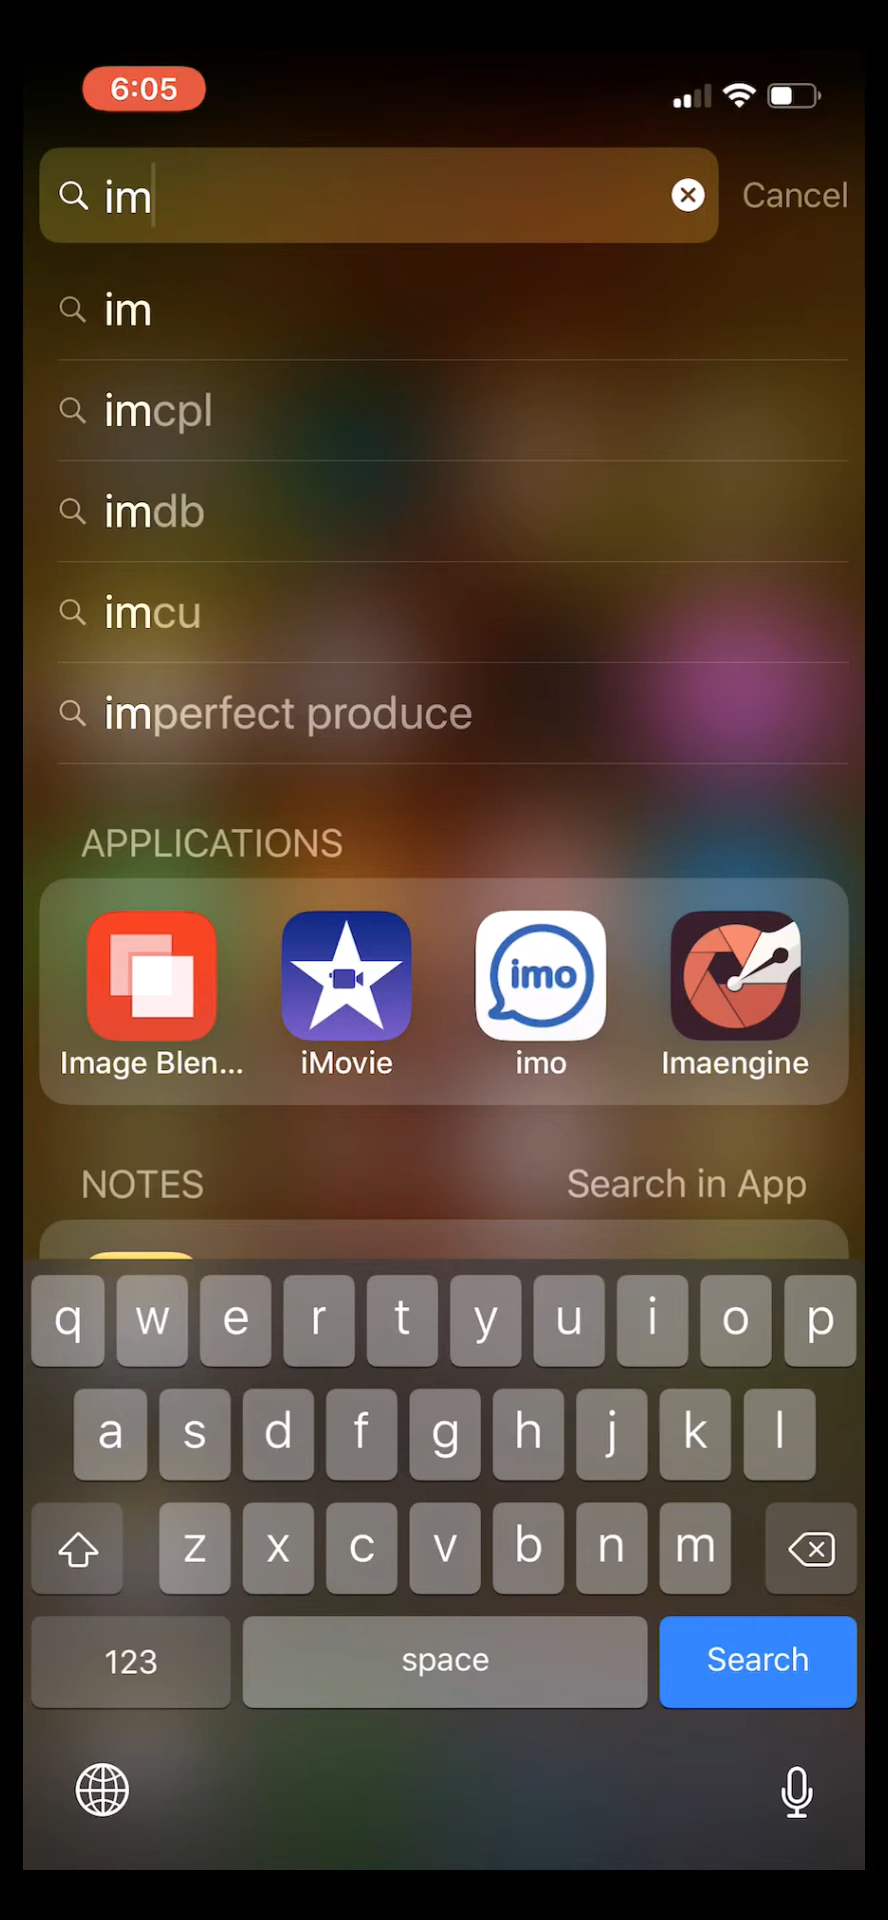 6:05
im
Cancel
im
imcpl
imdb
imcu
imperfect produce
APPLICATIONS
imo
Image Blen...
iMovie
imo
Imaengine
NOTES
Search in App
q w e r t y u i o p
a s d f g h j k l
z x c v b n m
123
space
Search